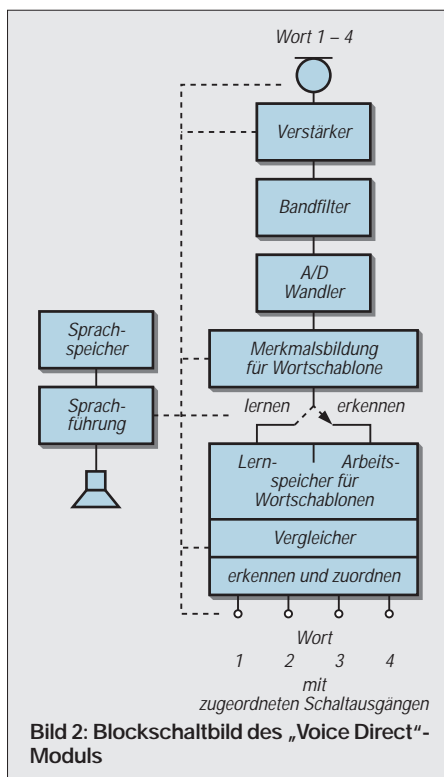 Wort 1 – 4
Verstärker
Bandfilter
A/D
Wandler
Sprach-
speicher
Merkmalsbildung
für Wortschablone
Sprach-
führung
lernen erkennen
Lern- Arbeits-
speicher für
Wortschablonen
Vergleicher
erkennen und zuordnen
Wort
1 2 3 4
mit
zugeordneten Schaltausgängen
Bild 2: Blockschaltbild des „Voice Direct“-
Moduls